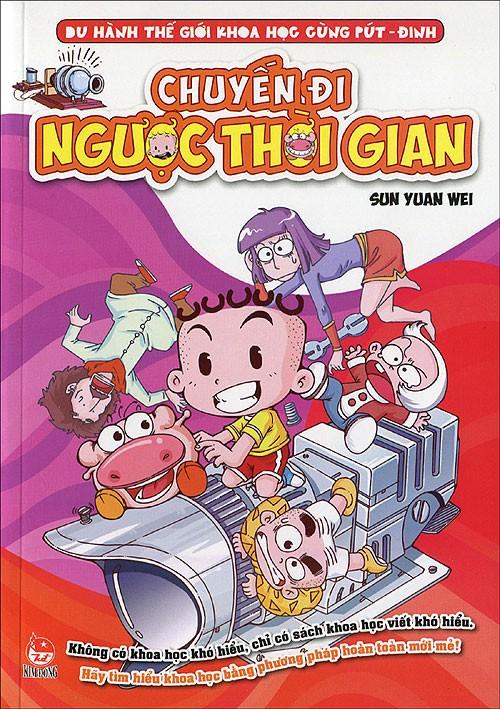 DU HÀNH THẾ GIỚI KHOA HỌC CÙNG PÚT - ĐINH
CHUYẾN ĐI
NGƯỢC THỜI GIAN
SUN YUAN WEI
Không có khoa học khó hiểu, chỉ có sách khoa học viết khó hiểu.
Hãy tìm hiểu khoa học bằng phương pháp hoàn toàn mới mẻ!
KIM ĐỒNG